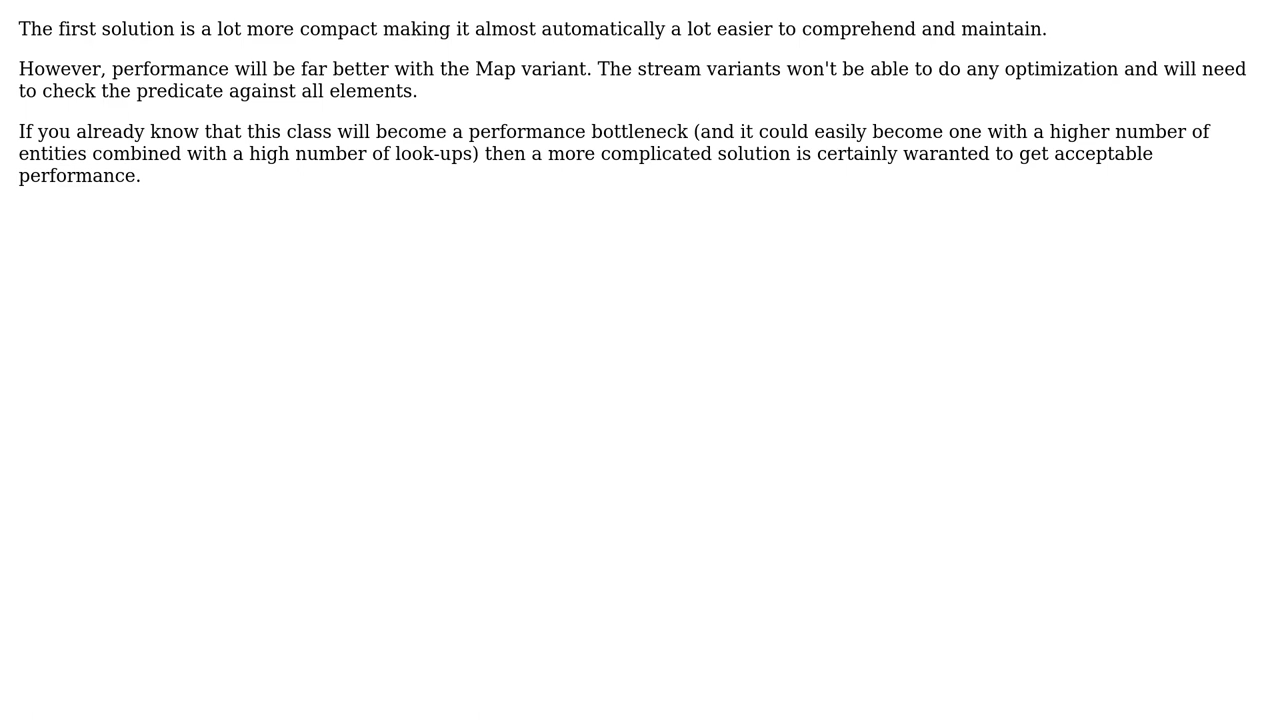 The first solution is a lot more compact making it almost automatically a lot easier to comprehend and maintain.
However, performance will be far better with the Map variant. The stream variants won't be able to do any optimization and will need
to check the predicate against all elements.
If you already know that this class will become a performance bottleneck (and it could easily become one with a higher number of
entities combined with a high number of look-ups) then a more complicated solution is certainly waranted to get acceptable
performance.